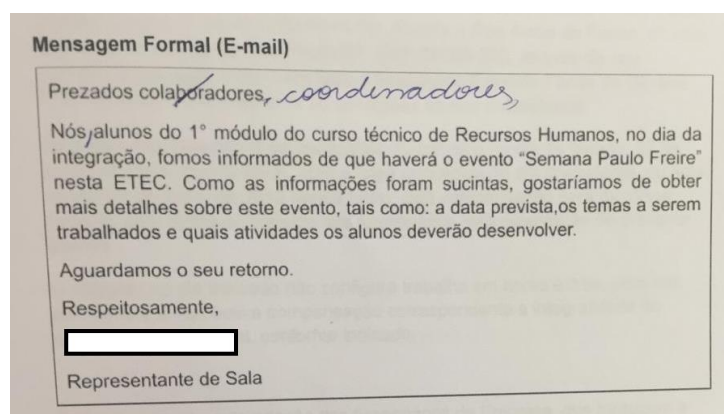 Mensagem Formal (E-mail)
Prezados colaboradores, coordenadores,
Nós, alunos do 1° módulo do curso técnico de Recursos Humanos, no dia da
integração, fomos informados de que haverá o evento “Semana Paulo Freire”
nesta ETEC. Como as informações foram sucintas, gostaríamos de obter
mais detalhes sobre este evento, tais como: a data prevista,os temas a serem
trabalhados e quais atividades os alunos deverão desenvolver.
Aguardamos o seu retorno.
Respeitosamente,
Representante de Sala